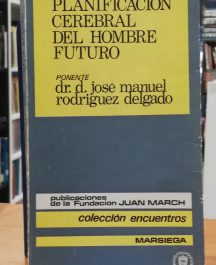 PLANIFICACIÓN
CEREBRAL
DEL HOMBRE
FUTURO
PONENTE
dr. d. josé manuel
rodríguez delgado
publicaciones
de la Fundación JUAN MARCH
colección encuentros
MARSIEGA